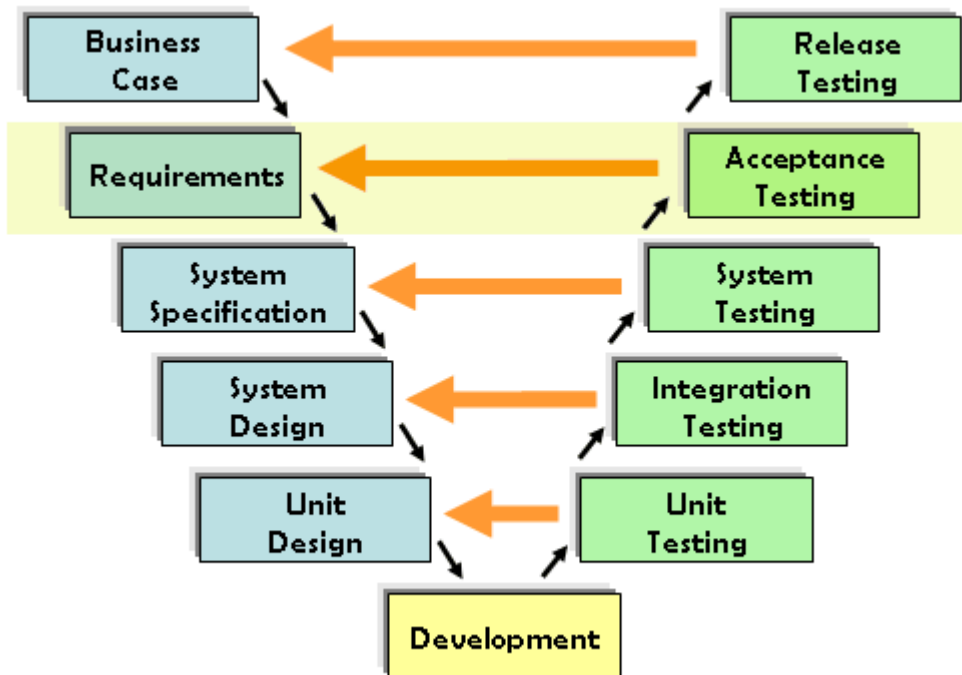 Business
Case
Release
Testing
Requirements
Acceptance
Testing
System
Specification
System
Testing
System
Design
Integration
Testing
Unit
Design
Unit
Testing
Development